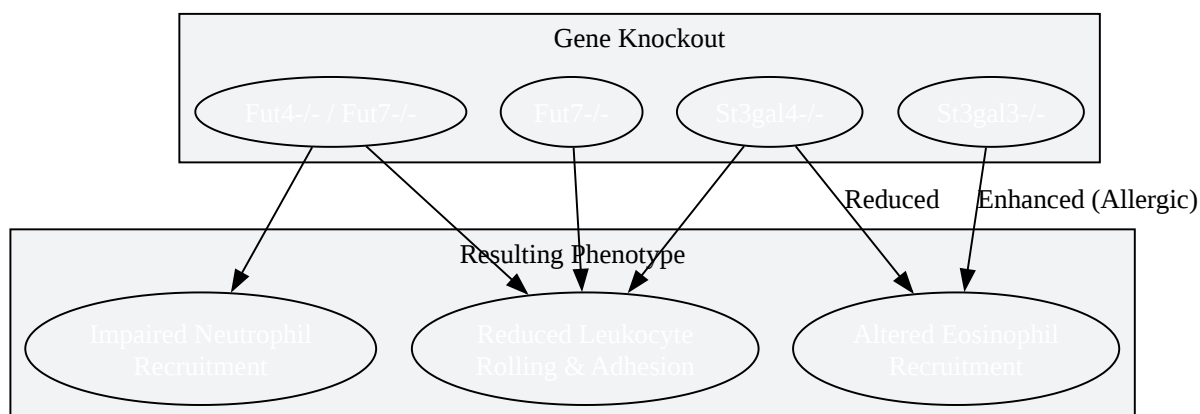 Gene Knockout
Fut4-/- / Fut7-/-
Fut7-/-
St3gal4-/-
St3gal3-/-
Reduced
Enhanced (Allergic)
Resulting Phenotype
Impaired Neutrophil
Recruitment
Reduced Leukocyte
Rolling & Adhesion
Altered Eosinophil
Recruitment